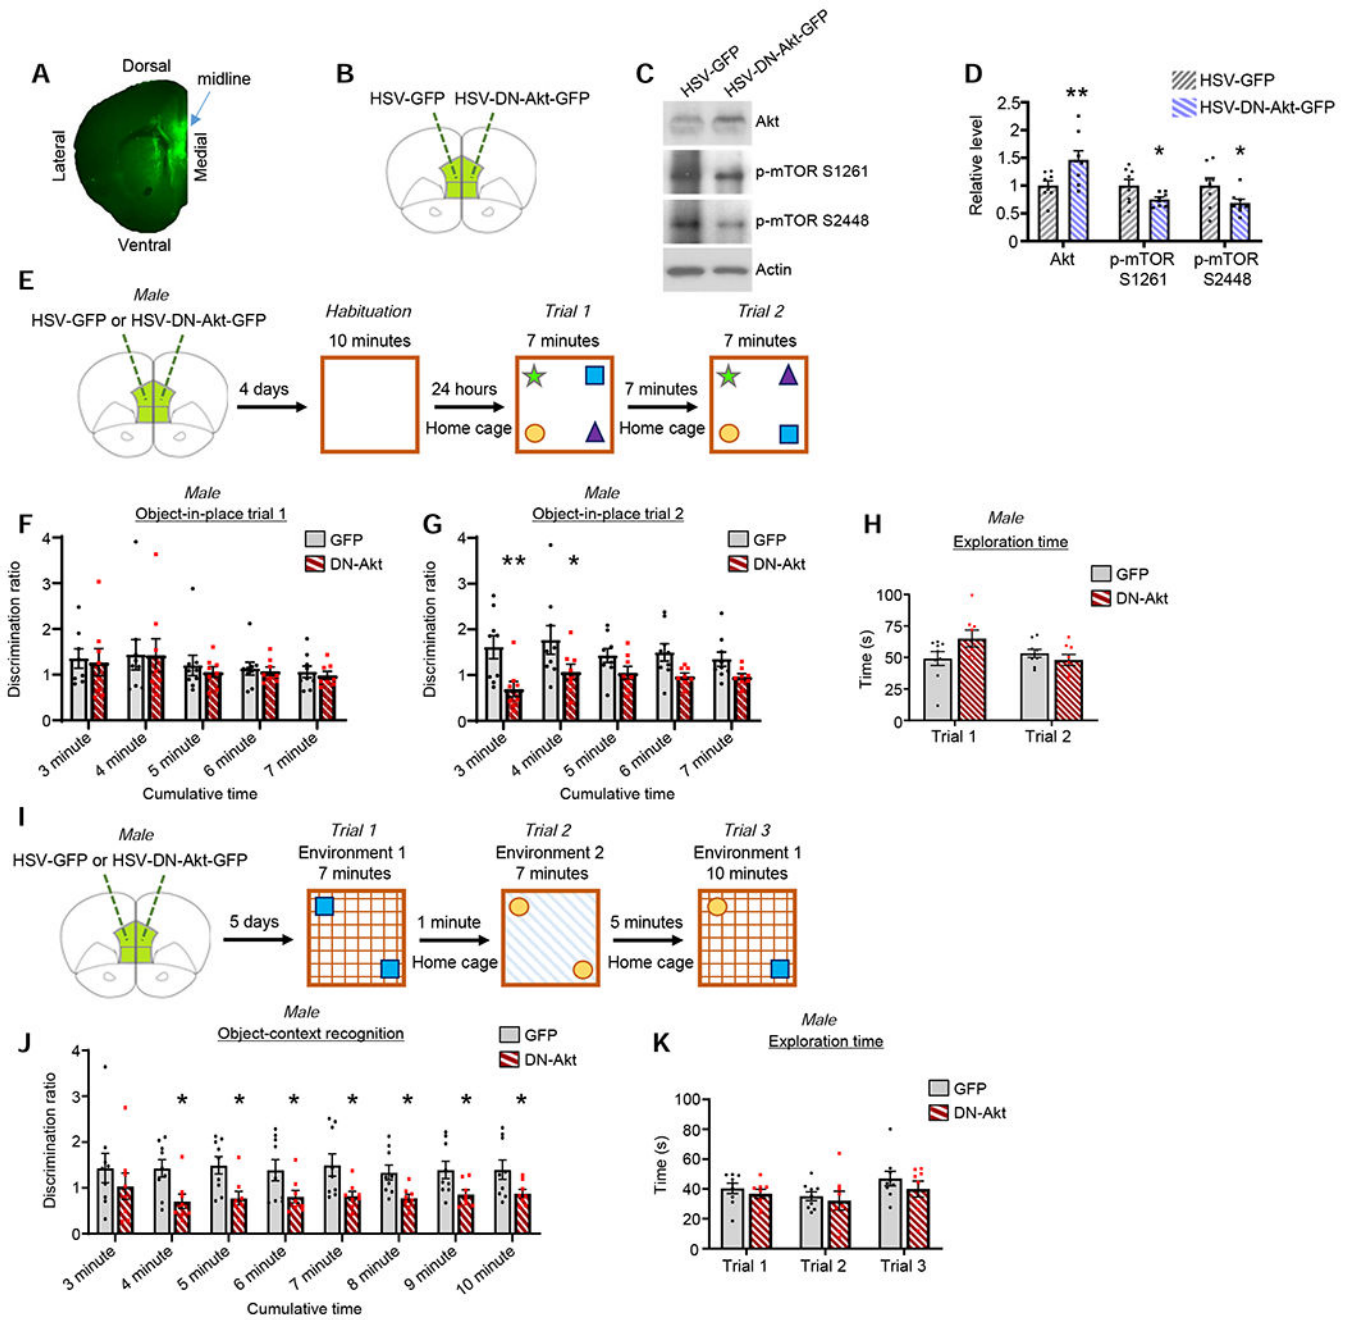 A
Dorsal
midline
Lateral
Medial
Ventral
B
HSV-GFP HSV-DN-Akt-GFP
C
HSV-GFP
HSV-DN-Akt-GFP
Akt
p-mTOR S1261
p-mTOR S2448
Actin
D
HSV-GFP
HSV-DN-Akt-GFP
Relative level
2.5
2
1.5
1
0.5
0
**
*
*
Akt
p-mTOR
S1261
p-mTOR
S2448
E
Male
HSV-GFP or HSV-DN-Akt-GFP
4 days
Habituation
10 minutes
24 hours
Home cage
Trial 1
7 minutes
7 minutes
Home cage
Trial 2
7 minutes
F
Male
Object-in-place trial 1
GFP
DN-Akt
Discrimination ratio
4
3
2
1
0
3 minute
4 minute
5 minute
6 minute
7 minute
Cumulative time
G
Male
Object-in-place trial 2
GFP
DN-Akt
Discrimination ratio
4
3
2
1
0
**
*
3 minute
4 minute
5 minute
6 minute
7 minute
Cumulative time
H
Male
Exploration time
GFP
DN-Akt
Time (s)
100
75
50
25
0
Trial 1
Trial 2
I
Male
HSV-GFP or HSV-DN-Akt-GFP
5 days
Trial 1
Environment 1
7 minutes
1 minute
Home cage
Trial 2
Environment 2
7 minutes
5 minutes
Home cage
Trial 3
Environment 1
10 minutes
J
Male
Object-context recognition
GFP
DN-Akt
Discrimination ratio
4
3
2
1
0
*
*
*
*
*
*
*
3 minute
4 minute
5 minute
6 minute
7 minute
8 minute
9 minute
10 minute
Cumulative time
K
Male
Exploration time
GFP
DN-Akt
Time (s)
100
80
60
40
20
0
Trial 1
Trial 2
Trial 3